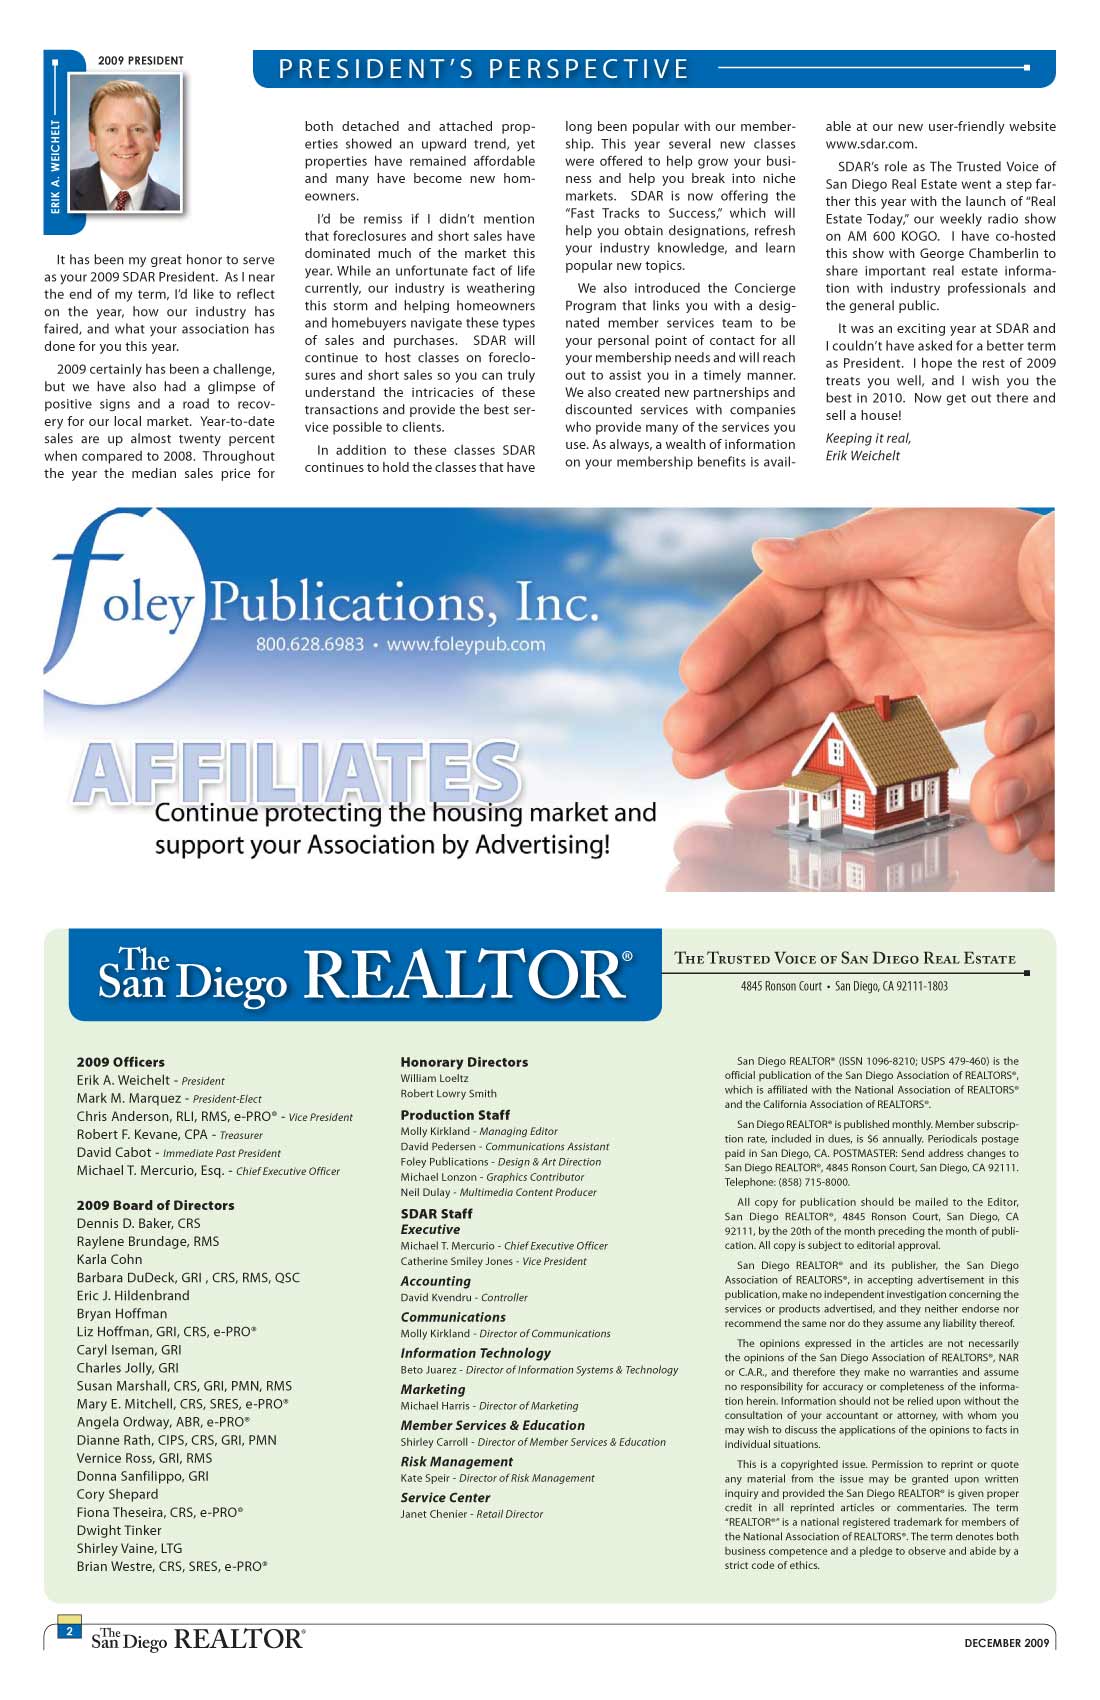 2009 PRESIDENT
ERIK A. WEICHELT
PRESIDENT'S PERSPECTIVE
It has been my great honor to serve
as your 2009 SDAR President. As I near
the end of my term, I'd like to reflect
on the year, how our industry has
faired, and what your association has
done for you this year.
2009 certainly has been a challenge,
but we have also had a glimpse of
positive signs and a road to recov-
ery for our local market. Year-to-date
sales are up almost twenty percent
when compared to 2008. Throughout
the year the median sales price for
both detached and attached prop-
erties showed an upward trend, yet
properties have remained affordable
and many have become new hom-
eowners.
I'd be remiss if I didn't mention
that foreclosures and short sales have
dominated much of the market this
year. While an unfortunate fact of life
currently, our industry is weathering
this storm and helping homeowners
and homebuyers navigate these types
of sales and purchases. SDAR will
continue to host classes on foreclo-
sures and short sales so you can truly
understand the intricacies of these
transactions and provide the best ser-
vice possible to clients.
In addition to these classes SDAR
continues to hold the classes that have
long been popular with our member-
ship. This year several new classes
were offered to help grow your busi-
ness and help you break into niche
markets. SDAR is now offering the
"Fast Tracks to Success," which will
help you obtain designations, refresh
your industry knowledge, and learn
popular new topics.
We also introduced the Concierge
Program that links you with a desig-
nated member services team to be
your personal point of contact for all
your membership needs and will reach
out to assist you in a timely manner.
We also created new partnerships and
discounted services with companies
who provide many of the services you
use. As always, a wealth of information
on your membership benefits is avail-
able at our new user-friendly website
www.sdar.com.
SDAR's role as The Trusted Voice of
San Diego Real Estate went a step far-
ther this year with the launch of "Real
Estate Today," our weekly radio show
on AM 600 KOGO. I have co-hosted
this show with George Chamberlin to
share important real estate informa-
tion with industry professionals and
the general public.
It was an exciting year at SDAR and
I couldn't have asked for a better term
as President. I hope the rest of 2009
treats you well, and I wish you the
best in 2010. Now get out there and
sell a house!
Keeping it real,
Erik Weichelt
foley Publications, Inc.
800.628.6983 • www.foleypub.com
AFFILIATES
Continue protecting the housing market and
support your Association by Advertising!
The San Diego REALTOR®
The Trusted Voice of San Diego Real Estate
4845 Ronson Court • San Diego, CA 92111-1803
2009 Officers
Erik A. Weichelt - President
Mark M. Marquez - President-Elect
Chris Anderson, RLI, RMS, e-PRO® - Vice President
Robert F. Kevane, CPA - Treasurer
David Cabot - Immediate Past President
Michael T. Mercurio, Esq. - Chief Executive Officer
2009 Board of Directors
Dennis D. Baker, CRS
Raylene Brundage, RMS
Karla Cohn
Barbara DuDeck, GRI , CRS, RMS, QSC
Eric J. Hildenbrand
Bryan Hoffman
Liz Hoffman, GRI, CRS, e-PRO®
Caryl Iseman, GRI
Charles Jolly, GRI
Susan Marshall, CRS, GRI, PMN, RMS
Mary E. Mitchell, CRS, SRES, e-PRO®
Angela Ordway, ABR, e-PRO®
Dianne Rath, CIPS, CRS, GRI, PMN
Vernice Ross, GRI, RMS
Donna Sanfilippo, GRI
Cory Shepard
Fiona Theseira, CRS, e-PRO®
Dwight Tinker
Shirley Vaine, LTG
Brian Westre, CRS, SRES, e-PRO®
Honorary Directors
William Loeltz
Robert Lowry Smith
Production Staff
Molly Kirkland - Managing Editor
David Pedersen - Communications Assistant
Foley Publications - Design & Art Direction
Michael Lonzon - Graphics Contributor
Neil Dulay - Multimedia Content Producer
SDAR Staff
Executive
Michael T. Mercurio - Chief Executive Officer
Catherine Smiley Jones - Vice President
Accounting
David Kvendru - Controller
Communications
Molly Kirkland - Director of Communications
Information Technology
Beto Juarez - Director of Information Systems & Technology
Marketing
Michael Harris - Director of Marketing
Member Services & Education
Shirley Carroll - Director of Member Services & Education
Risk Management
Kate Speir - Director of Risk Management
Service Center
Janet Chenier - Retail Director
San Diego REALTOR® (ISSN 1096-8210; USPS 479-460) is the
official publication of the San Diego Association of REALTORS®,
which is affiliated with the National Association of REALTORS®
and the California Association of REALTORS®.
San Diego REALTOR® is published monthly. Member subscrip-
tion rate, included in dues, is $6 annually. Periodicals postage
paid in San Diego, CA. POSTMASTER: Send address changes to
San Diego REALTOR®, 4845 Ronson Court, San Diego, CA 92111.
Telephone: (858) 715-8000.
All copy for publication should be mailed to the Editor,
San Diego REALTOR®, 4845 Ronson Court, San Diego, CA
92111, by the 20th of the month preceding the month of publi-
cation. All copy is subject to editorial approval.
San Diego REALTOR® and its publisher, the San Diego
Association of REALTORS®, in accepting advertisement in this
publication, make no independent investigation concerning the
services or products advertised, and they neither endorse nor
recommend the same nor do they assume any liability thereof.
The opinions expressed in the articles are not necessarily
the opinions of the San Diego Association of REALTORS®, NAR
or C.A.R., and therefore they make no warranties and assume
no responsibility for accuracy or completeness of the informa-
tion herein. Information should not be relied upon without the
consultation of your accountant or attorney, with whom you
may wish to discuss the applications of the opinions to facts in
individual situations.
This is a copyrighted issue. Permission to reprint or quote
any material from the issue may be granted upon written
inquiry and provided the San Diego REALTOR® is given proper
credit in all reprinted articles or commentaries. The term
"REALTOR®" is a national registered trademark for members of
the National Association of REALTORS®. The term denotes both
business competence and a pledge to observe and abide by a
strict code of ethics.
2
The San Diego REALTOR®
DECEMBER 2009